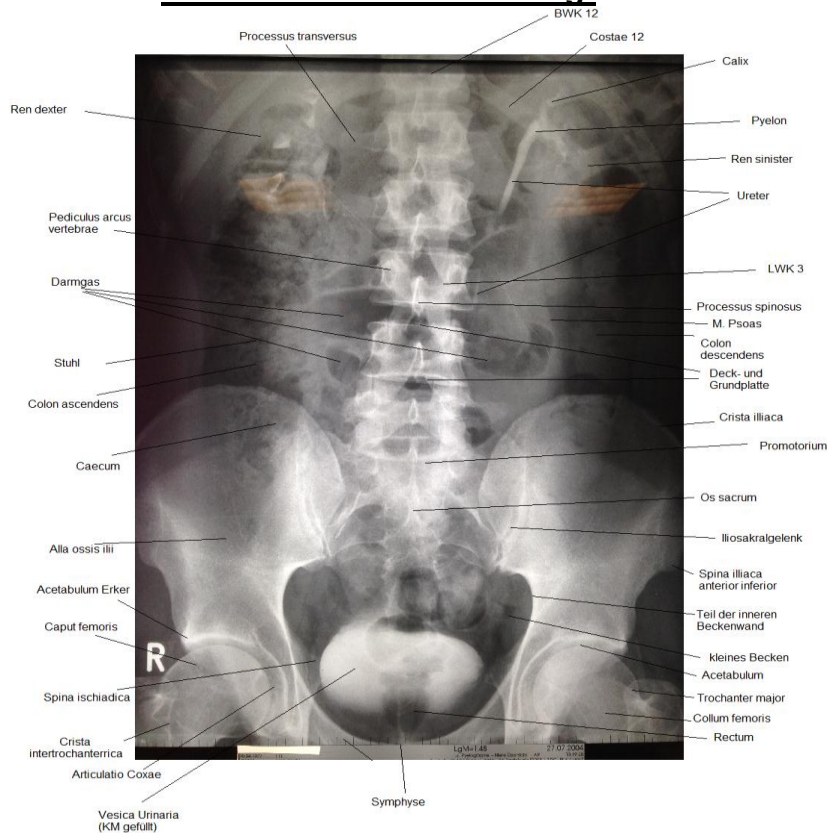 BWK 12
Processus transversus
Costae 12
Calix
Ren dexter
Pyelon
Ren sinister
Ureter
Pediculus arcus
vertebrae
LWK 3
Darmgas
Processus spinosus
M. Psoas
Colon
descendens
Stuhl
Deck- und
Grundplatte
Colon ascendens
Crista illiaca
Promotorium
Caecum
Os sacrum
Iliosakralgelenk
Alla ossis ilii
Spina illiaca
anterior inferior
Acetabulum Erker
Teil der inneren
Beckenwand
Caput femoris
R
kleines Becken
Acetabulum
Spina ischiadica
Trochanter major
Collum femoris
Rectum
Crista
intertrochanterrica
LgM=1.48 27.07.2004
Articulatio Coxae
Symphyse
Vesica Urinaria
(KM gefüllt)